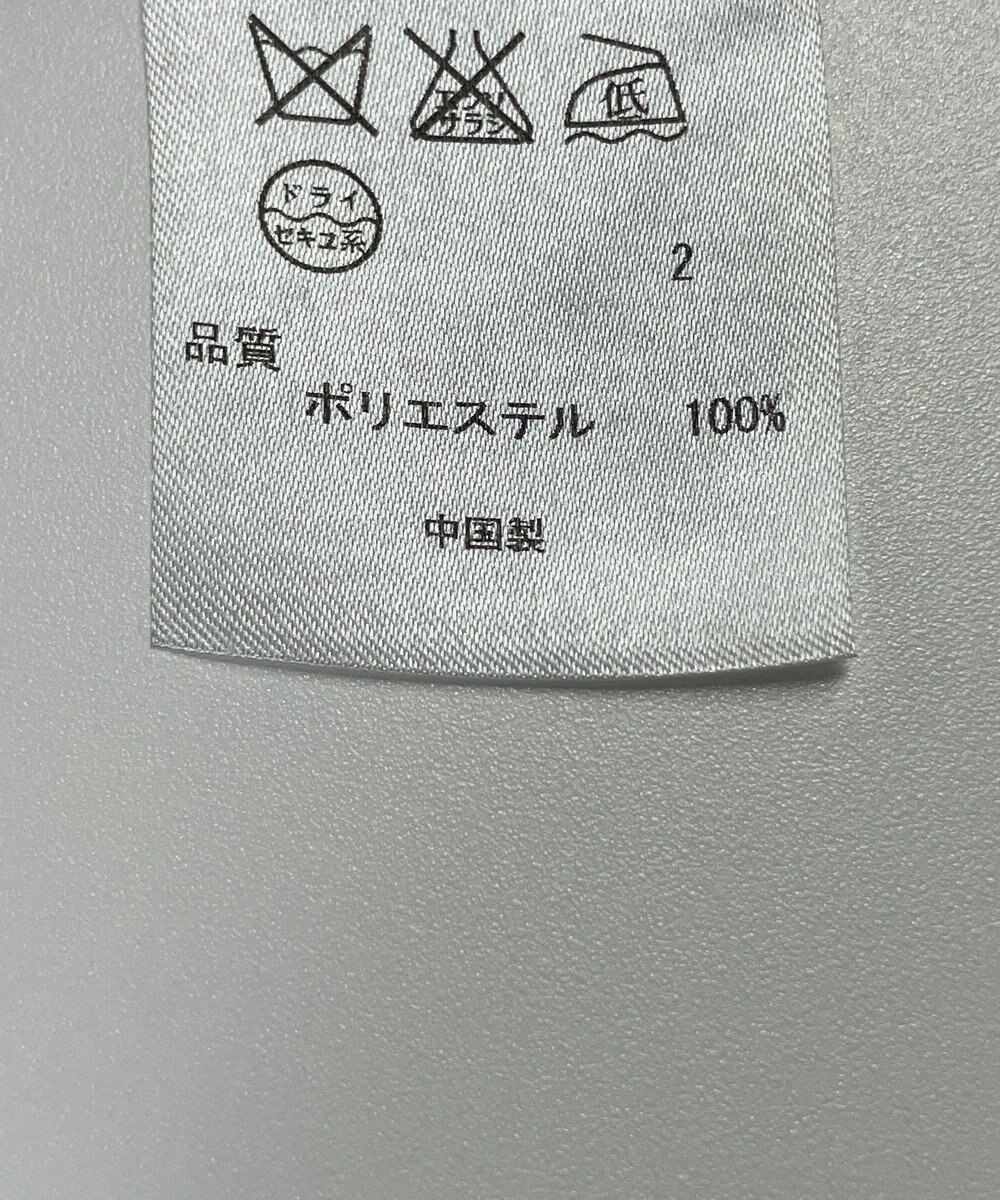 エンソ
サラシ
低
ドライ
セキユ系
2
品質
ポリエステル 100%
中国製